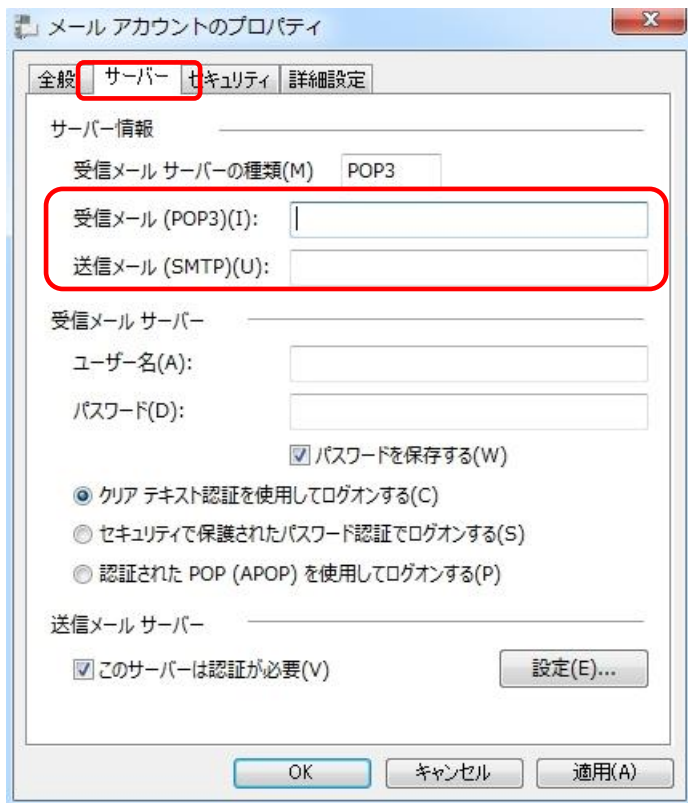 メール アカウントのプロパティ
全般 サーバー セキュリティ 詳細設定
サーバー情報
受信メール サーバーの種類(M) POP3
受信メール (POP3)(I):
送信メール (SMTP)(U):
受信メール サーバー
ユーザー名(A):
パスワード(D):
パスワードを保存する(W)
クリア テキスト認証を使用してログオンする(C)
セキュリティで保護されたパスワード認証でログオンする(S)
認証された POP (APOP) を使用してログオンする(P)
送信メール サーバー
このサーバーは認証が必要(V) 設定(E)...
OK キャンセル 適用(A)